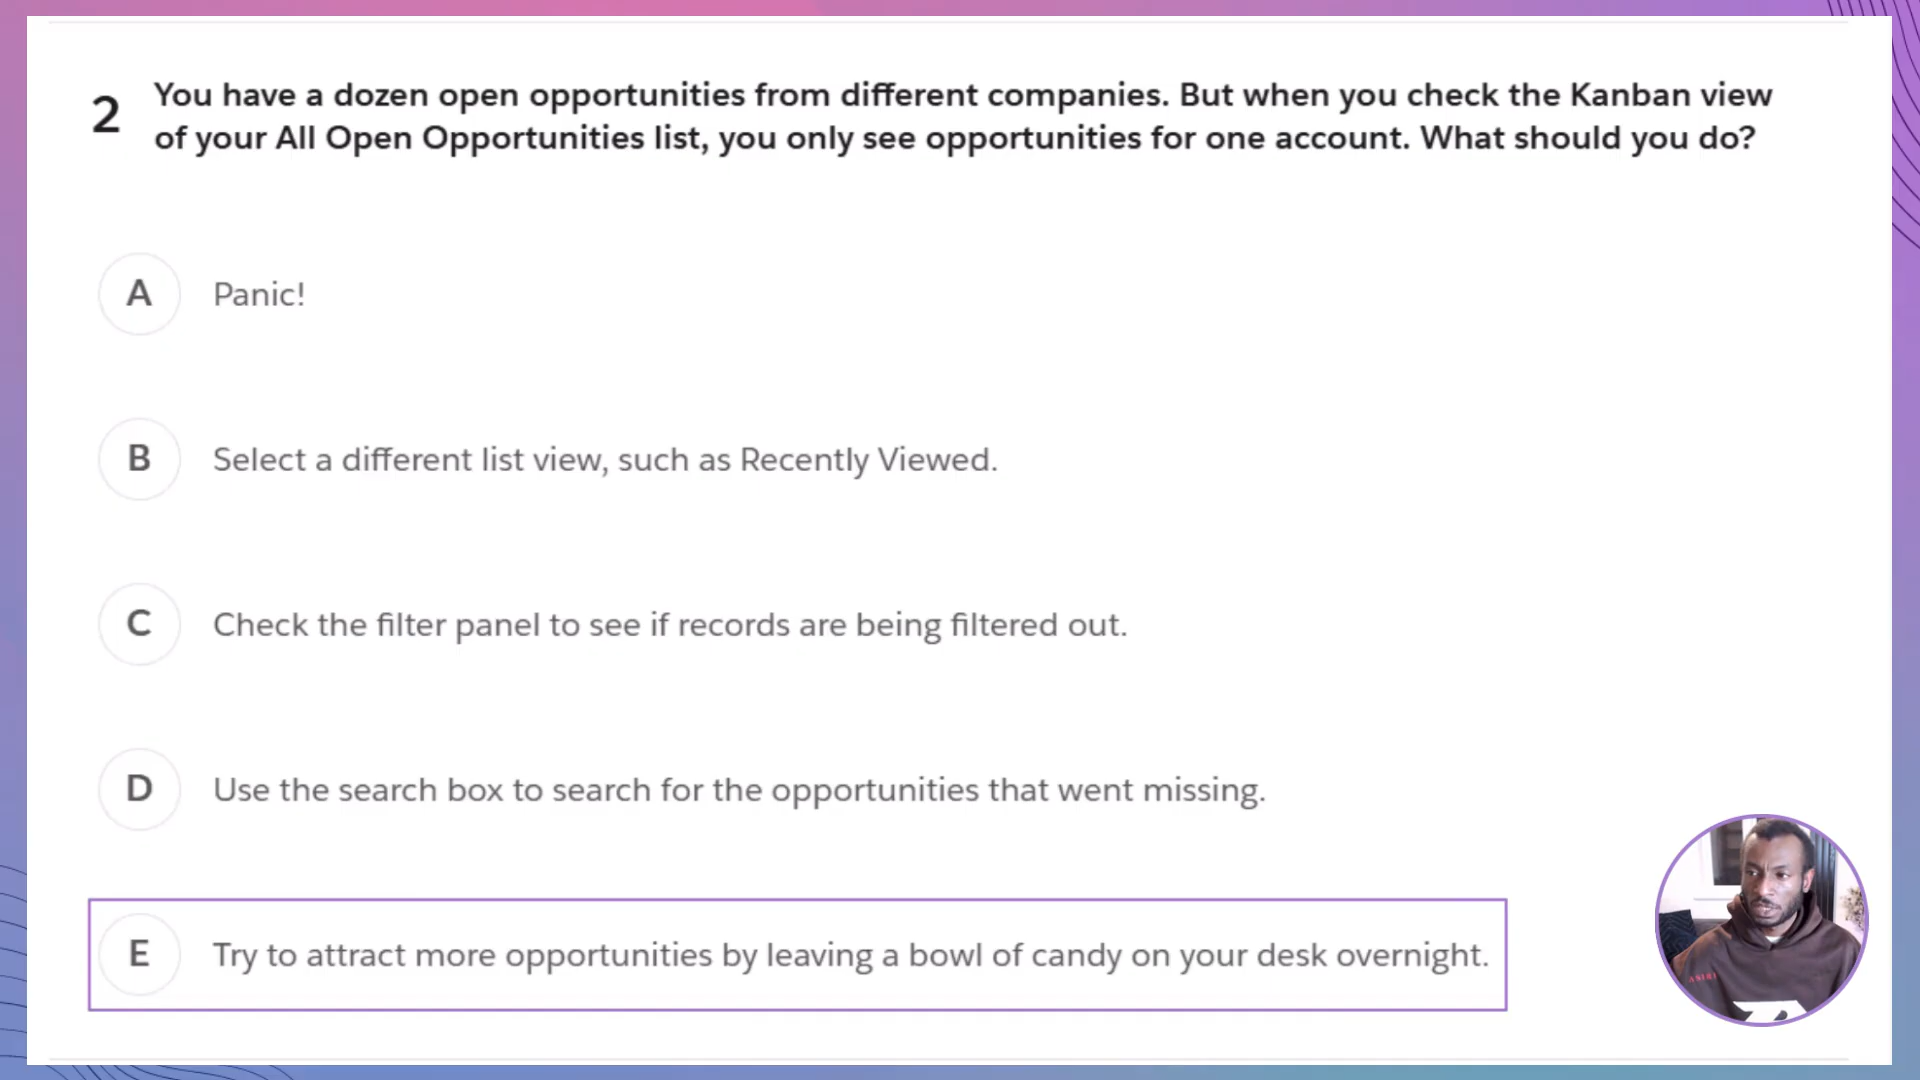 2
You have a dozen open opportunities from different companies. But when you check the Kanban view
of your All Open Opportunities list, you only see opportunities for one account. What should you do?
A Panic!
B Select a different list view, such as Recently Viewed.
C Check the filter panel to see if records are being filtered out.
D Use the search box to search for the opportunities that went missing.
E Try to attract more opportunities by leaving a bowl of candy on your desk overnight.